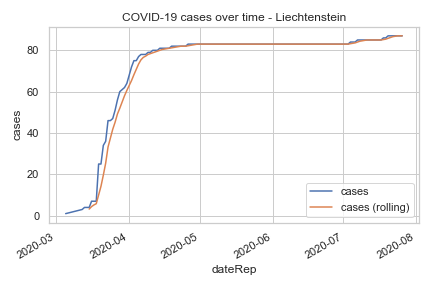 COVID-19 cases over time - Liechtenstein
80
60
40
20
0
cases
cases
cases (rolling)
2020-03
2020-04
2020-05
2020-06
2020-07
2020-08
dateRep